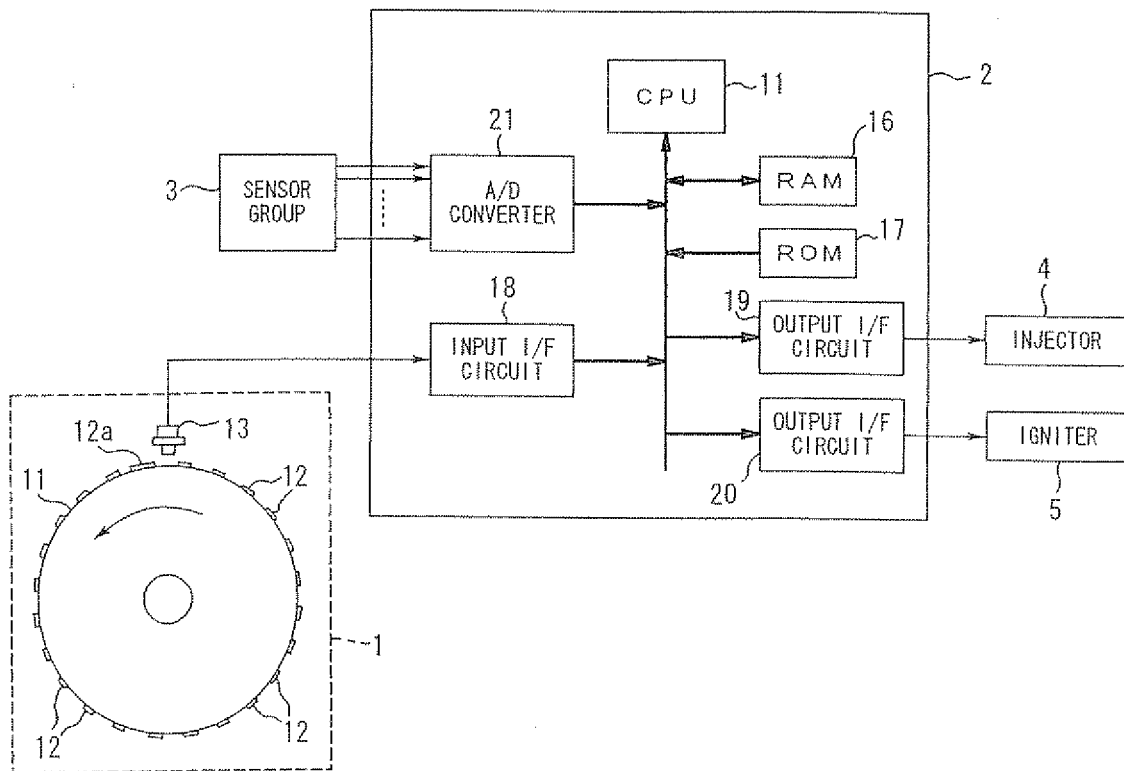 CPU
11
2
21
16
3
SENSOR
GROUP
A/D
CONVERTER
RAM
17
ROM
18
19
4
INPUT I/F
CIRCUIT
OUTPUT I/F
CIRCUIT
INJECTOR
13
12a
OUTPUT I/F
CIRCUIT
IGNITER
11
12
20
5
12
1
12
12